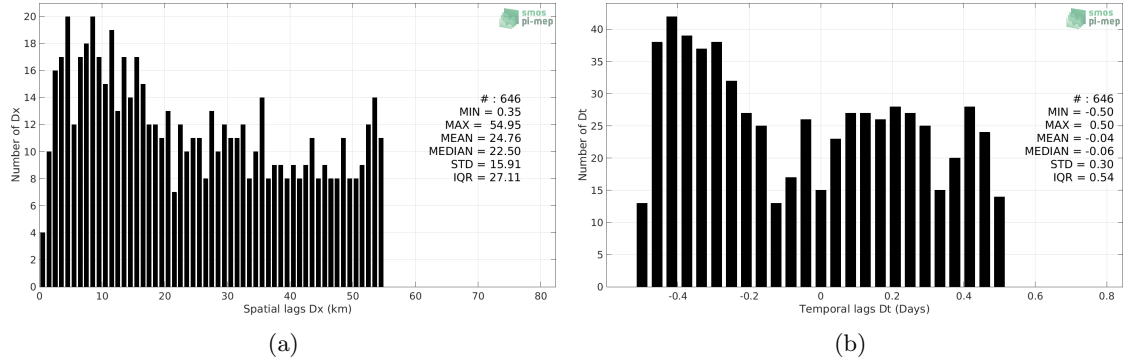 20
18
16
14
12
10
8
6
4
2
0
Number of Dx
0 10 20 30 40 50 60 70 80
Spatial lags Dx (km)
smos
pi-mep
# : 646
MIN = 0.35
MAX = 54.95
MEAN = 24.76
MEDIAN = 22.50
STD = 15.91
IQR = 27.11
(a)
40
35
30
25
20
15
10
5
0
Number of Dt
-0.4 -0.2 0 0.2 0.4 0.6 0.8
Temporal lags Dt (Days)
smos
pi-mep
# : 646
MIN = -0.50
MAX = 0.50
MEAN = -0.04
MEDIAN = -0.06
STD = 0.30
IQR = 0.54
(b)